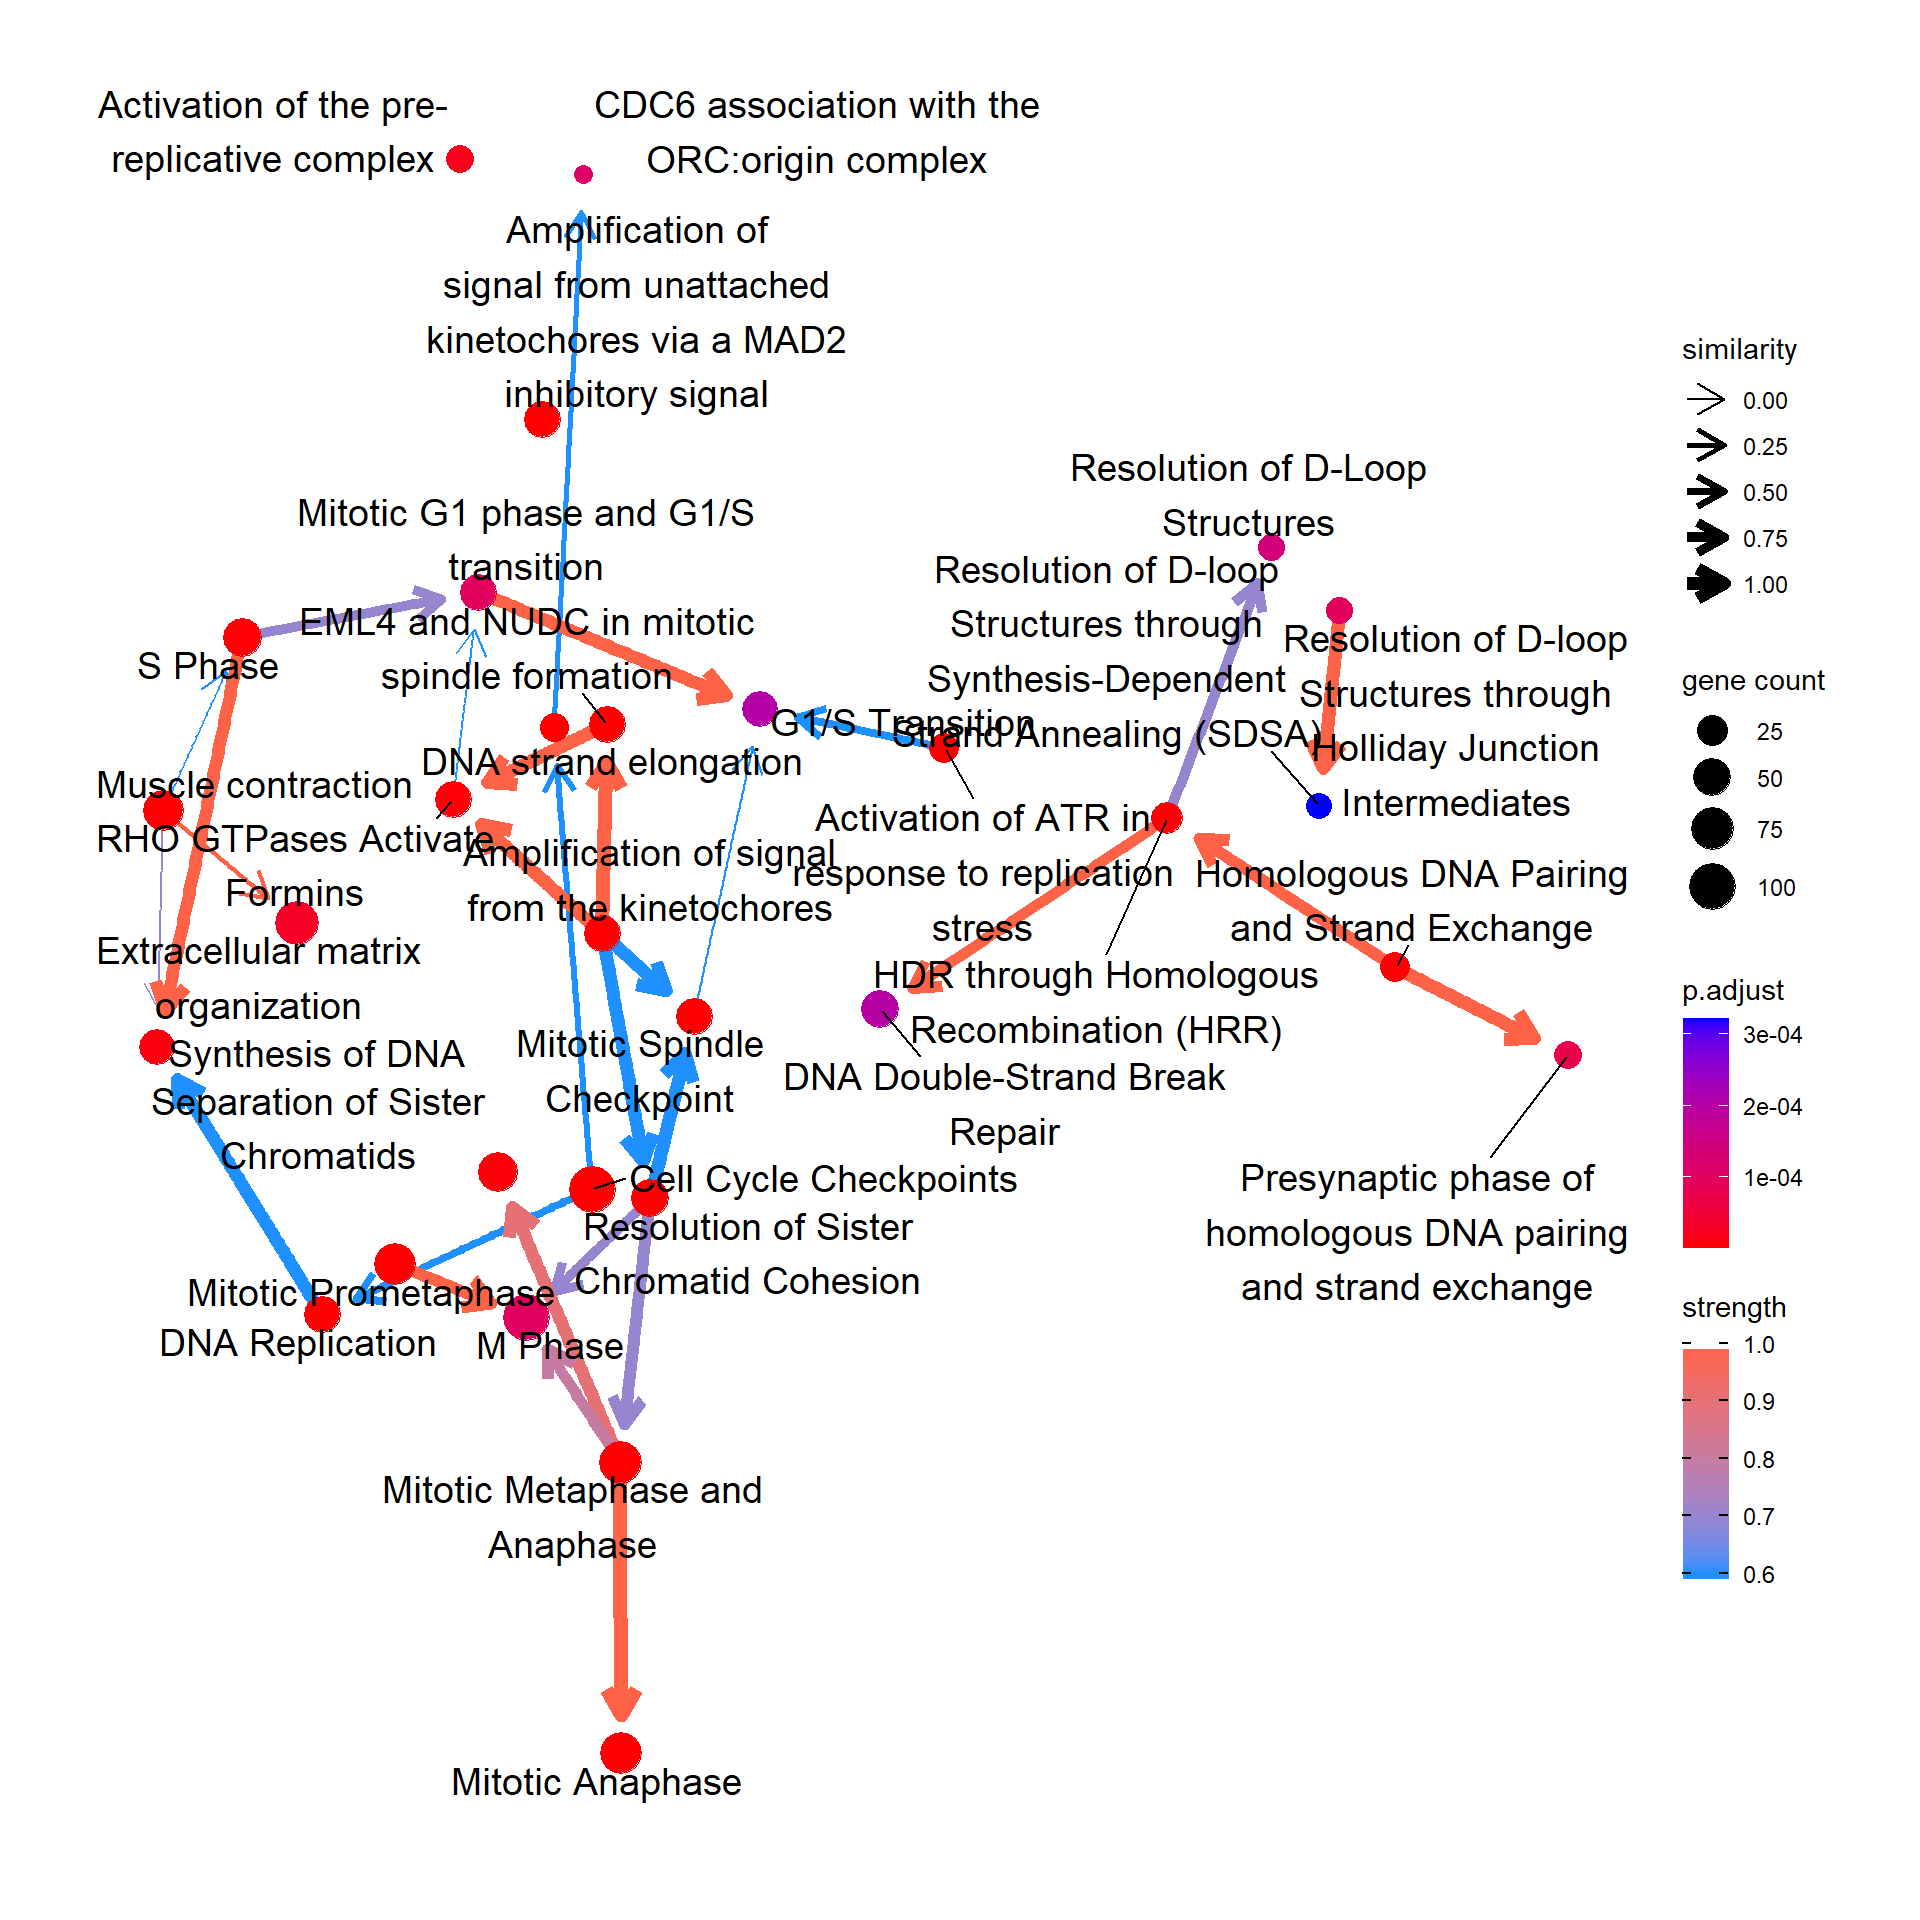 Activation of the pre-
replicative complex
CDC6 association with the
ORC:origin complex
Amplification of
signal from unattached
kinetochores via a MAD2
inhibitory signal
Mitotic G1 phase and G1/S
transition
EML4 and NUDC in mitotic
spindle formation
S Phase
G1/S Transition
DNA strand elongation
Muscle contraction
RHO GTPases Activate
Formins
Amplification of signal
from the kinetochores
Extracellular matrix
organization
Synthesis of DNA
Separation of Sister
Chromatids
Mitotic Spindle
Checkpoint
Cell Cycle Checkpoints
Resolution of Sister
Chromatid Cohesion
Mitotic Prometaphase
DNA Replication
M Phase
Mitotic Metaphase and
Anaphase
Mitotic Anaphase
Resolution of D-Loop
Structures
Resolution of D-loop
Structures through
Synthesis-Dependent
Strand Annealing (SDSA)
Resolution of D-loop
Structures through
Holliday Junction
Intermediates
Activation of ATR in
response to replication
stress
Homologous DNA Pairing
and Strand Exchange
HDR through Homologous
Recombination (HRR)
DNA Double-Strand Break
Repair
Presynaptic phase of
homologous DNA pairing
and strand exchange
similarity
0.00
0.25
0.50
0.75
1.00
gene count
25
50
75
100
p.adjust
3e-04
2e-04
1e-04
strength
1.0
0.9
0.8
0.7
0.6